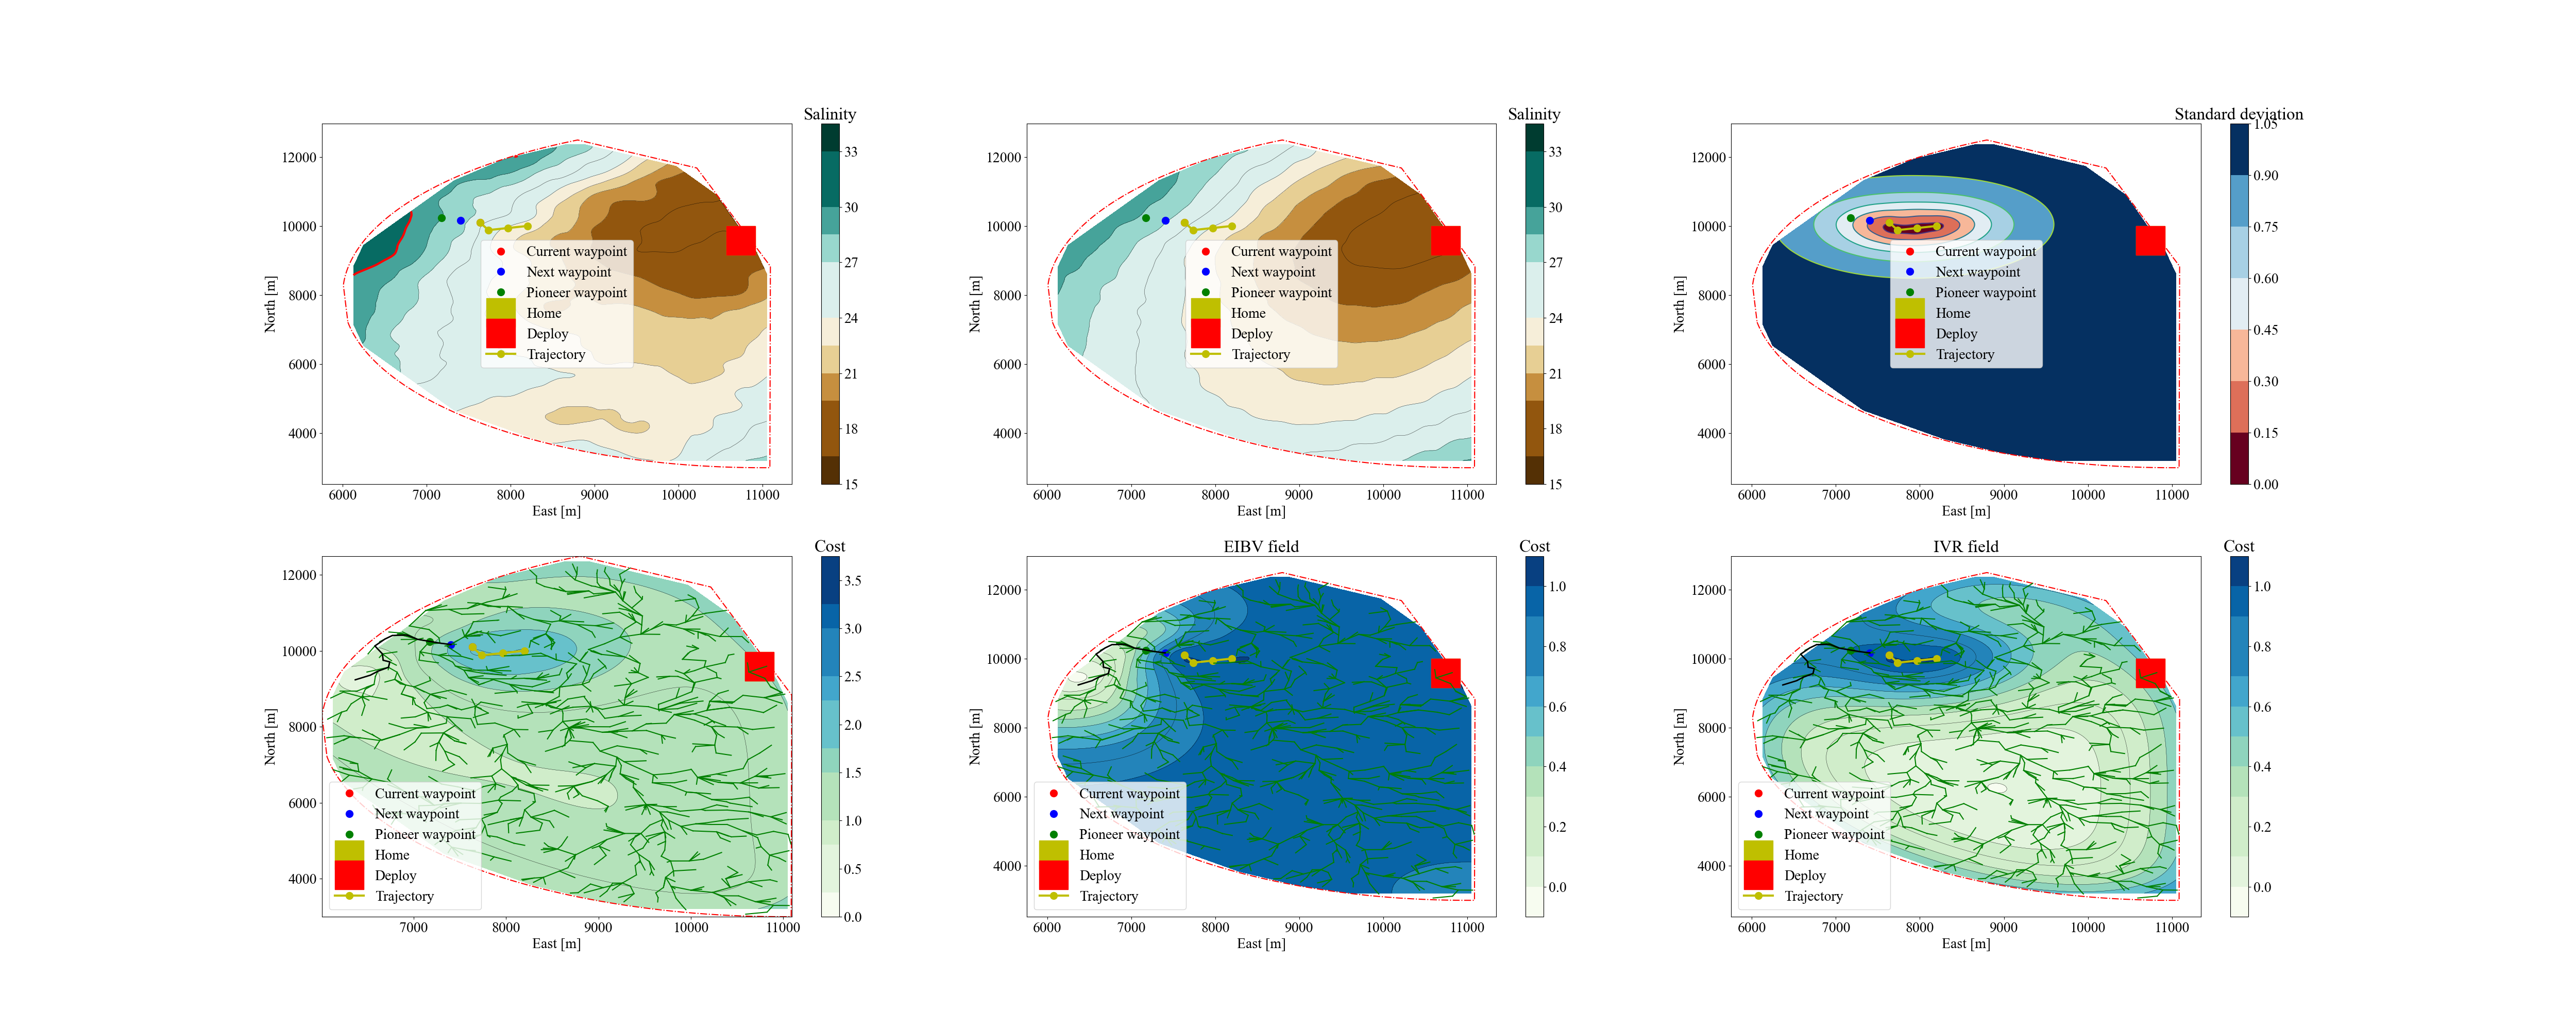 Salinity
12000
10000
8000
6000
4000
North [m]
6000 7000 8000 9000 10000 11000
East [m]
33
30
27
24
21
18
15
Current waypoint
Next waypoint
Pioneer waypoint
Home
Deploy
Trajectory
Salinity
12000
10000
8000
6000
4000
North [m]
6000 7000 8000 9000 10000 11000
East [m]
33
30
27
24
21
18
15
Current waypoint
Next waypoint
Pioneer waypoint
Home
Deploy
Trajectory
Standard deviation
12000
10000
8000
6000
4000
North [m]
6000 7000 8000 9000 10000 11000
East [m]
1.05
0.90
0.75
0.60
0.45
0.30
0.15
0.00
Current waypoint
Next waypoint
Pioneer waypoint
Home
Deploy
Trajectory
Cost
12000
10000
8000
6000
4000
North [m]
7000 8000 9000 10000 11000
East [m]
3.5
3.0
2.5
2.0
1.5
1.0
0.5
0.0
Current waypoint
Next waypoint
Pioneer waypoint
Home
Deploy
Trajectory
EIBV field
Cost
12000
10000
8000
6000
4000
North [m]
6000 7000 8000 9000 10000 11000
East [m]
1.0
0.8
0.6
0.4
0.2
0.0
Current waypoint
Next waypoint
Pioneer waypoint
Home
Deploy
Trajectory
IVR field
Cost
12000
10000
8000
6000
4000
North [m]
6000 7000 8000 9000 10000 11000
East [m]
1.0
0.8
0.6
0.4
0.2
0.0
Current waypoint
Next waypoint
Pioneer waypoint
Home
Deploy
Trajectory